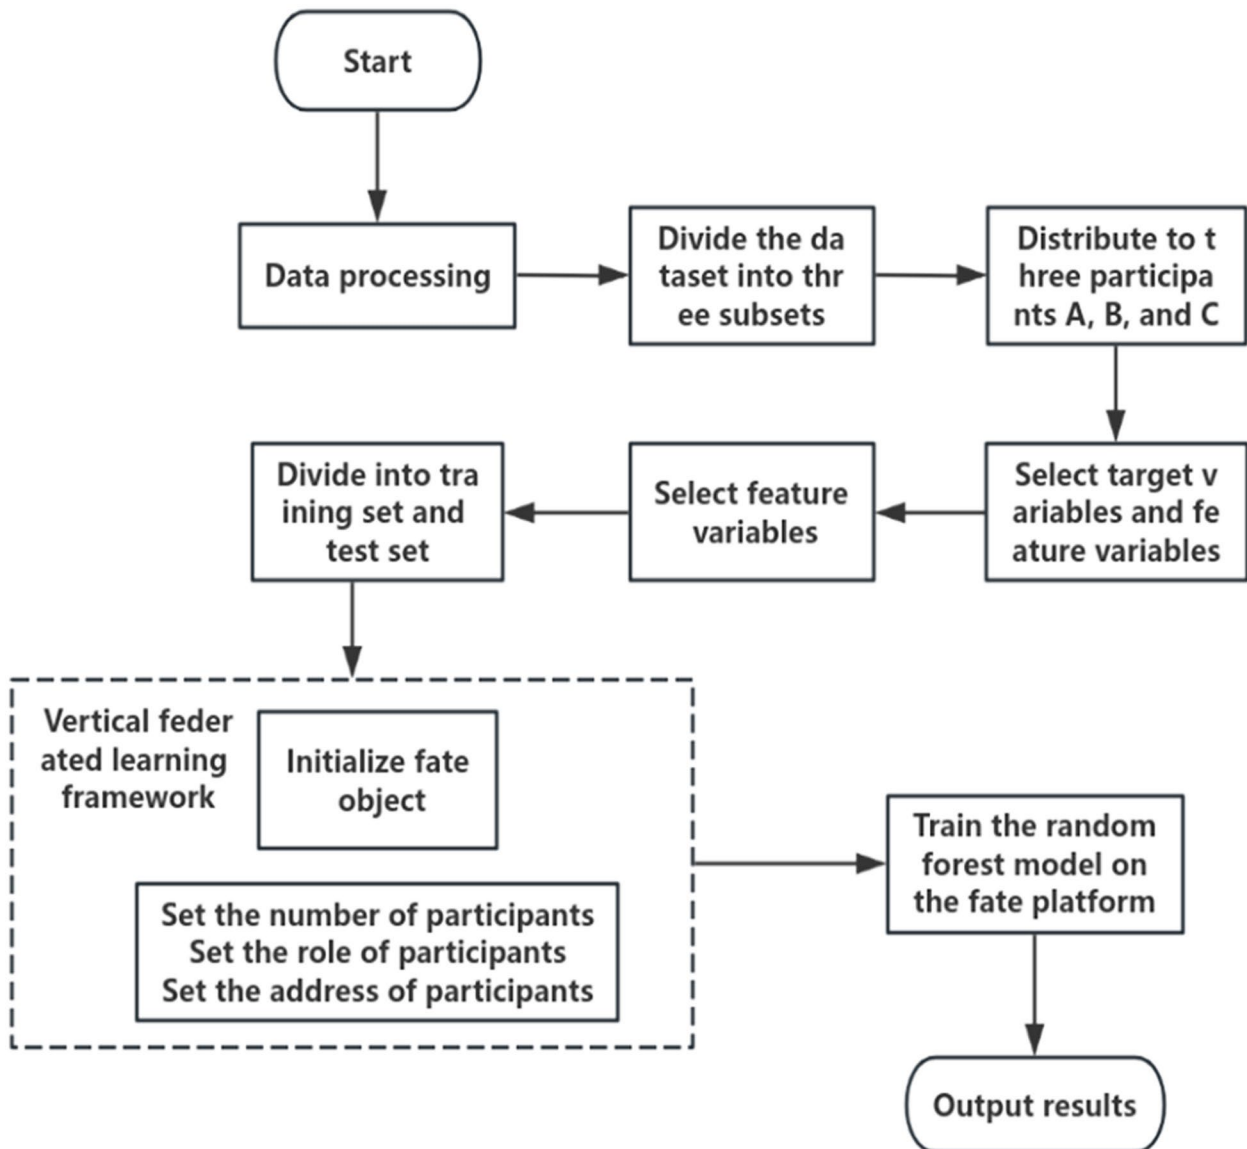 Start
Data processing
Divide the da
taset into thr
ee subsets
Distribute to t
hree participa
nts A, B, and C
Select target v
ariables and fe
ature variables
Select feature
variables
Divide into tra
ining set and
test set
Vertical feder
ated learning
framework
Initialize fate
object
Set the number of participants
Set the role of participants
Set the address of participants
Train the random
forest model on
the fate platform
Output results